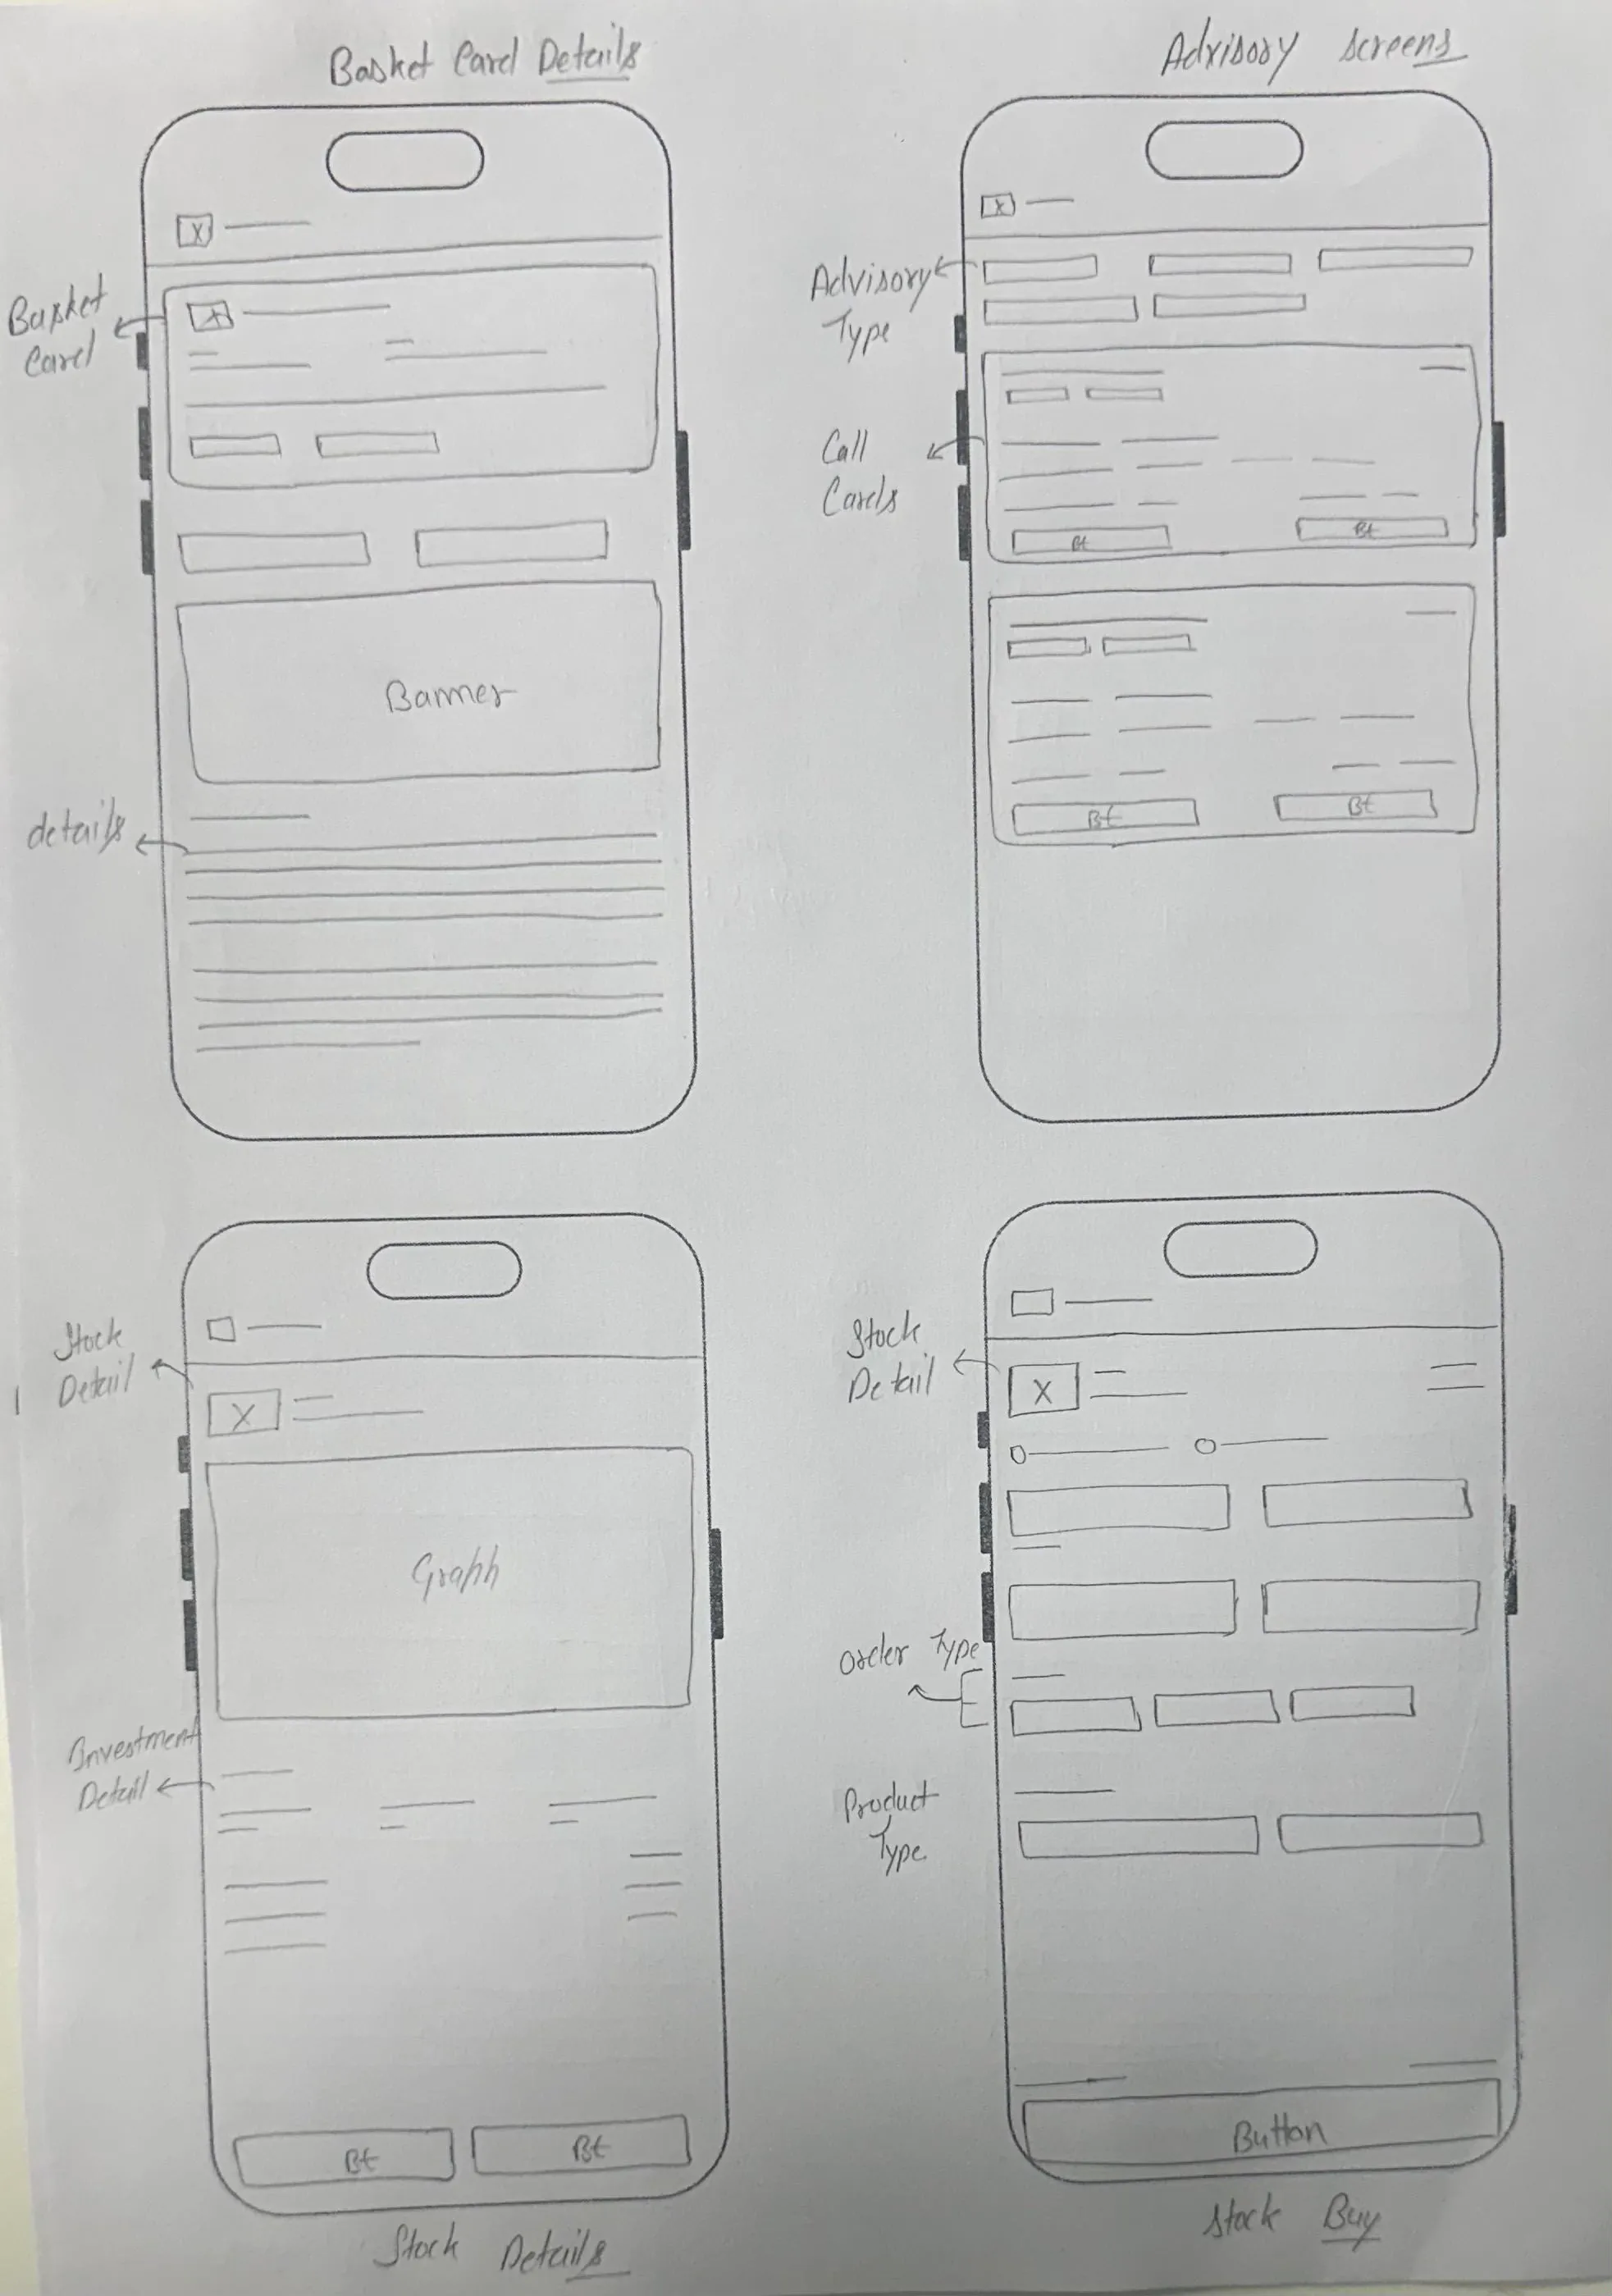 Basket Card Details
X
Basket
Card
X
Banner
details
Advisory screens
X
Advisory
Type
Call
Cards
Bt
Bt
Bt
Bt
Stock
Detail
X
Graph
Investment
Detail
Bt
Bt
Stock Details
Stock
Detail
X
Order Type
Product
Type
Button
Stock Buy